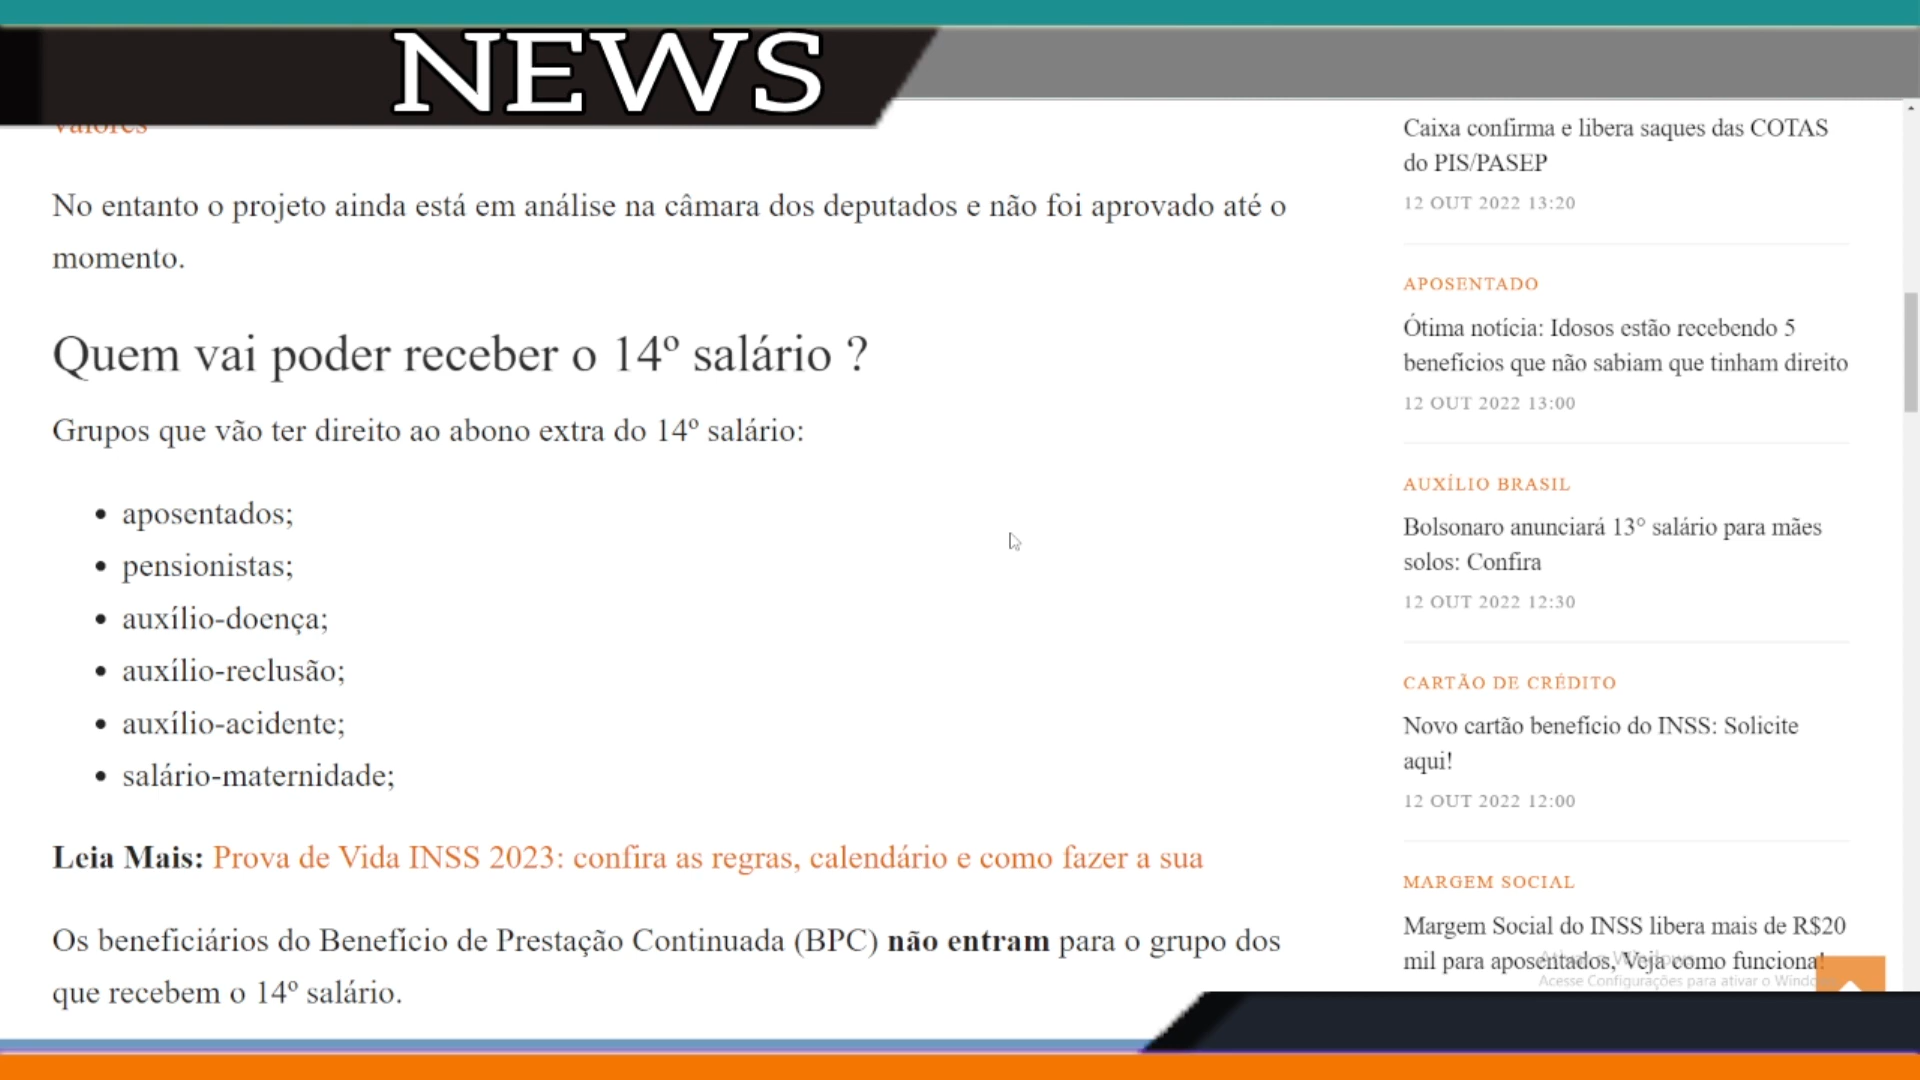 NEWS
valores
No entanto o projeto ainda está em análise na câmara dos deputados e não foi aprovado até o
momento.
Quem vai poder receber o 14º salário ?
Grupos que vão ter direito ao abono extra do 14º salário:
aposentados;
pensionistas;
auxílio-doença;
auxílio-reclusão;
auxílio-acidente;
salário-maternidade;
Leia Mais: Prova de Vida INSS 2023: confira as regras, calendário e como fazer a sua
Os beneficiários do Benefício de Prestação Continuada (BPC) não entram para o grupo dos
que recebem o 14º salário.
Caixa confirma e libera saques das COTAS
do PIS/PASEP
12 OUT 2022 13:20
APOSENTADO
Ótima notícia: Idosos estão recebendo 5
benefícios que não sabiam que tinham direito
12 OUT 2022 13:00
AUXÍLIO BRASIL
Bolsonaro anunciará 13° salário para mães
solos: Confira
12 OUT 2022 12:30
CARTÃO DE CRÉDITO
Novo cartão benefício do INSS: Solicite
aqui!
12 OUT 2022 12:00
MARGEM SOCIAL
Margem Social do INSS libera mais de R$20
mil para aposentados, Veja como funciona!
Ativar o Windows
Acesse Configurações para ativar o